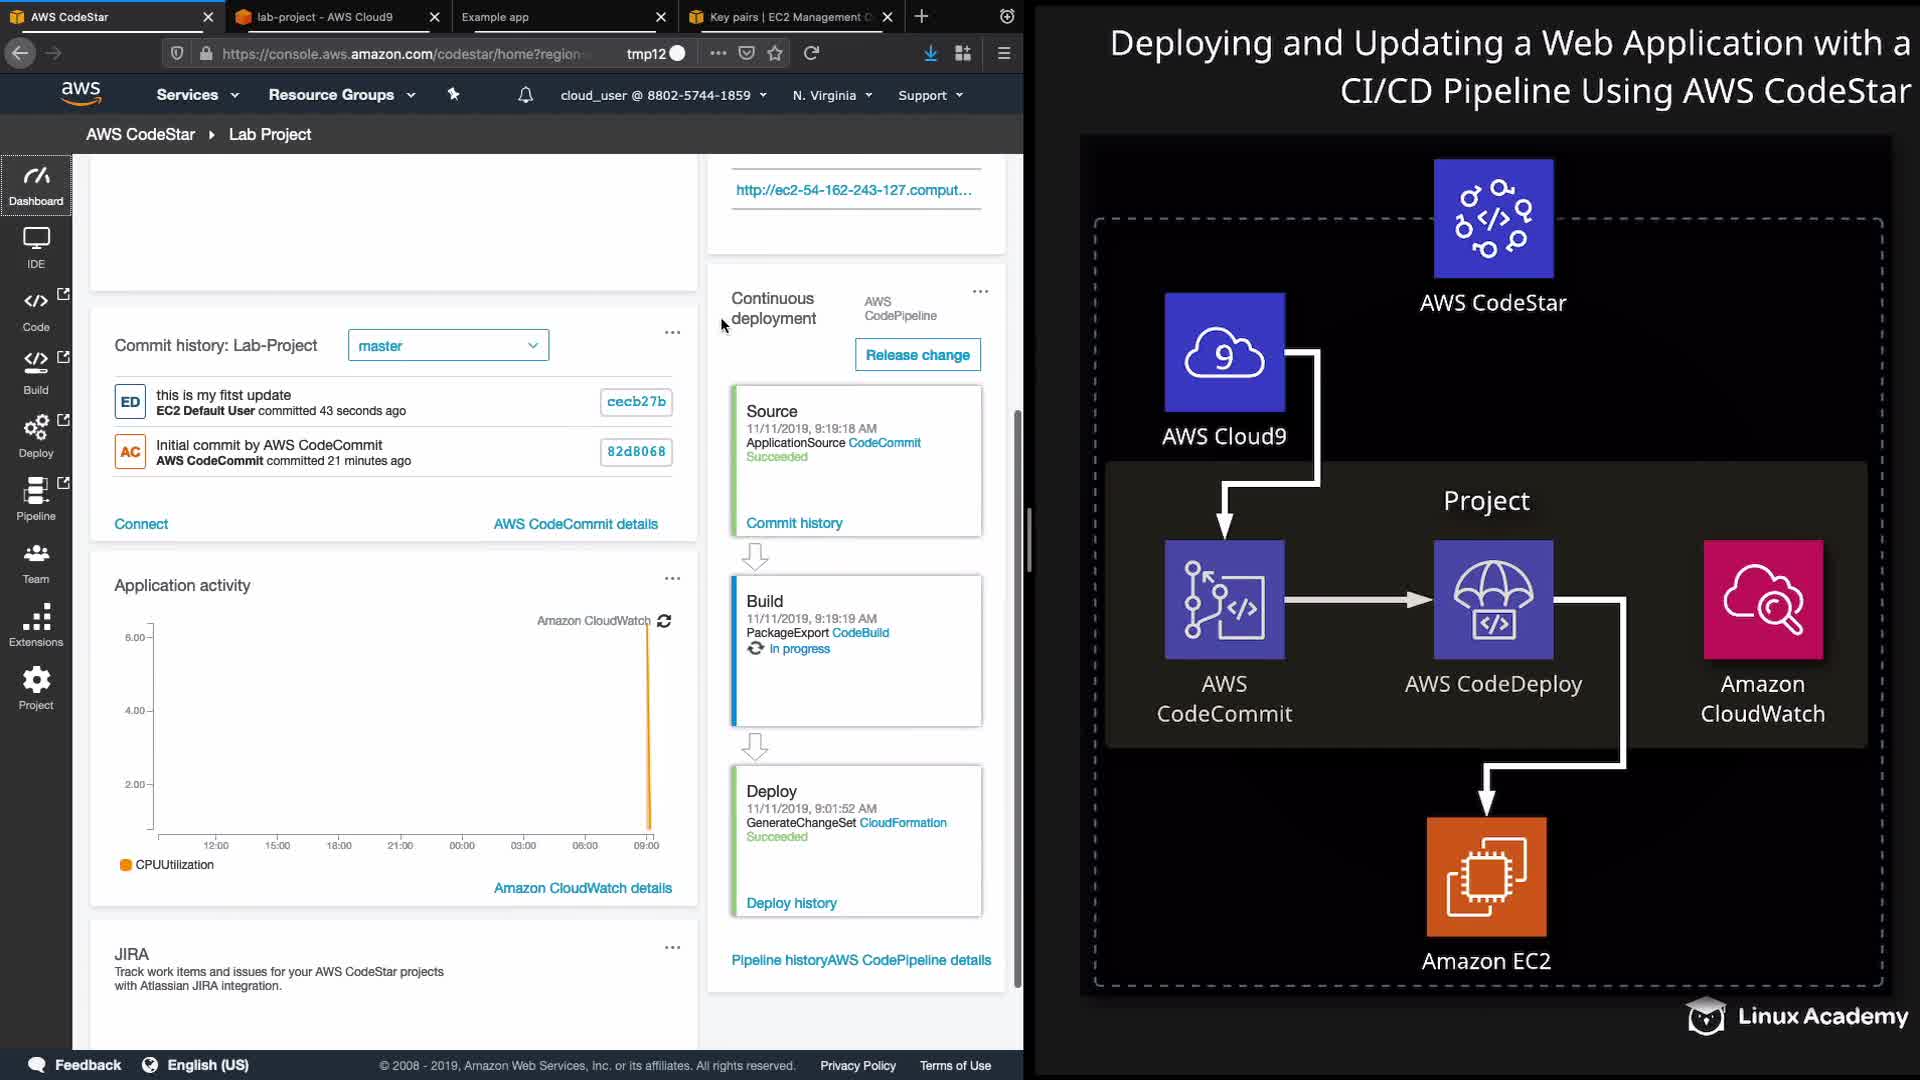 AWS CodeStar
lab-project - AWS Cloud9
Example app
Key pairs | EC2 Management C
https://console.aws.amazon.com/codestar/home?region=
tmp12
aws
Services
Resource Groups
cloud_user @ 8802-5744-1859
N. Virginia
Support
AWS CodeStar
Lab Project
Dashboard
IDE
Code
Build
Deploy
Pipeline
Team
Extensions
Project
http://ec2-54-162-243-127.comput...
Commit history: Lab-Project
master
ED
this is my fitst update
EC2 Default User committed 43 seconds ago
cecb27b
AC
Initial commit by AWS CodeCommit
AWS CodeCommit committed 21 minutes ago
82d8068
Connect
AWS CodeCommit details
Application activity
Amazon CloudWatch
6.00
4.00
2.00
12:00
15:00
18:00
21:00
00:00
03:00
06:00
09:00
CPUUtilization
Amazon CloudWatch details
JIRA
Track work items and issues for your AWS CodeStar projects
with Atlassian JIRA integration.
Continuous
deployment
AWS
CodePipeline
Release change
Source
11/11/2019, 9:19:18 AM
ApplicationSource CodeCommit
Succeeded
Commit history
Build
11/11/2019, 9:19:19 AM
PackageExport CodeBuild
In progress
Deploy
11/11/2019, 9:01:52 AM
GenerateChangeSet CloudFormation
Succeeded
Deploy history
Pipeline history
AWS CodePipeline details
Feedback
English (US)
© 2008 - 2019, Amazon Web Services, Inc. or its affiliates. All rights reserved.
Privacy Policy
Terms of Use
Deploying and Updating a Web Application with a
CI/CD Pipeline Using AWS CodeStar
AWS CodeStar
9
AWS Cloud9
Project
AWS
CodeCommit
AWS CodeDeploy
Amazon
CloudWatch
Amazon EC2
Linux Academy